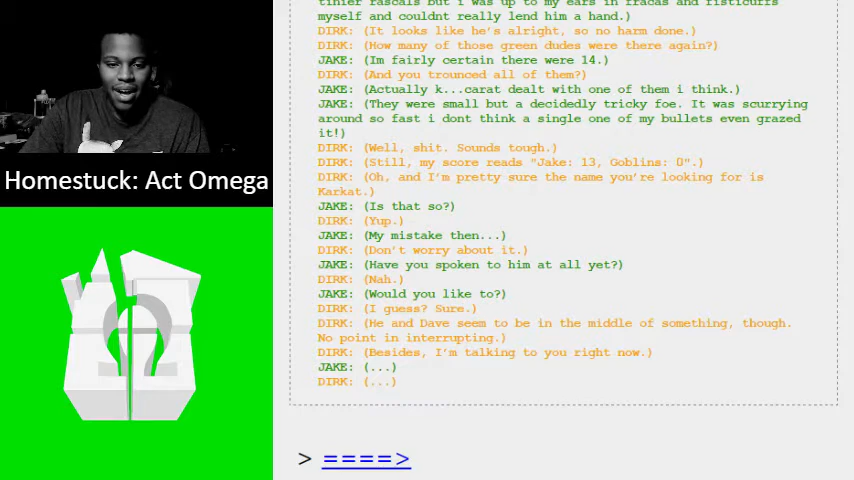 tinier rascals but i was up to my ears in fracas and fisticuffs
myself and couldnt really lend him a hand.)
DIRK: (It looks like he's alright, so no harm done.)
DIRK: (How many of those green dudes were there again?)
JAKE: (Im fairly certain there were 14.)
DIRK: (And you trounced all of them?)
JAKE: (Actually k...carat dealt with one of them i think.)
JAKE: (They were small but a decidedly tricky foe. It was scurrying
around so fast i dont think a single one of my bullets even grazed
it!)
DIRK: (Well, shit. Sounds tough.)
DIRK: (Still, my score reads "Jake: 13, Goblins: 0".)
DIRK: (Oh, and I'm pretty sure the name you're looking for is
Karkat.)
JAKE: (Is that so?)
DIRK: (Yup.)
JAKE: (My mistake then...)
DIRK: (Don't worry about it.)
JAKE: (Have you spoken to him at all yet?)
DIRK: (Nah.)
JAKE: (Would you like to?)
DIRK: (I guess? Sure.)
DIRK: (He and Dave seem to be in the middle of something, though.
No point in interrupting.)
DIRK: (Besides, I'm talking to you right now.)
JAKE: (...)
DIRK: (...)
> ====>
Homestuck: Act Omega